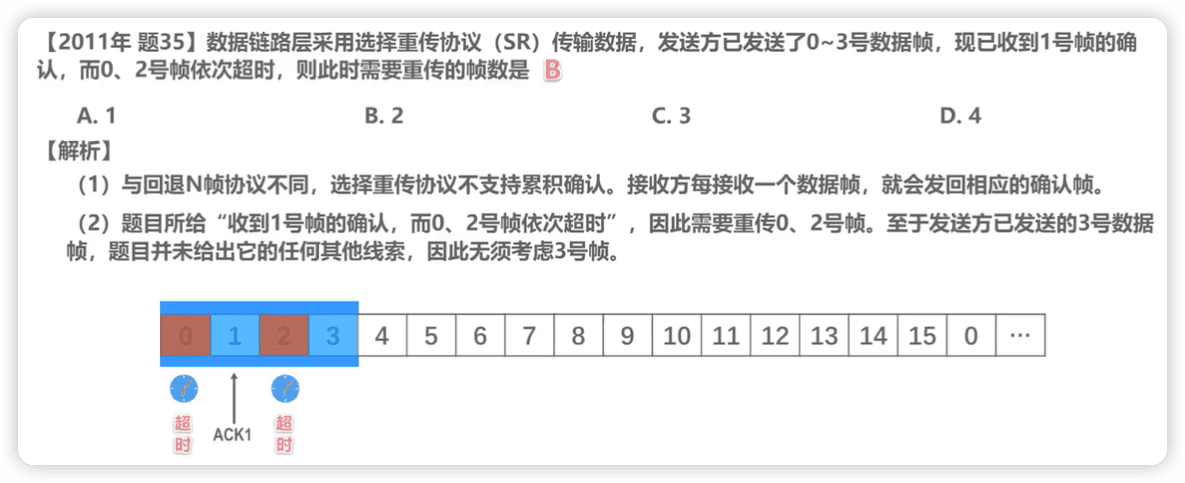 【2011年 题35】数据链路层采用选择重传协议（SR）传输数据，发送方已发送了0~3号数据帧，现已收到1号帧的确
认，而0、2号帧依次超时，则此时需要重传的帧数是 B
A. 1 B. 2 C. 3 D. 4
【解析】
（1）与回退N帧协议不同，选择重传协议不支持累积确认。接收方每接收一个数据帧，就会发回相应的确认帧。
（2）题目所给“收到1号帧的确认，而0、2号帧依次超时”，因此需要重传0、2号帧。至于发送方已发送的3号数据
帧，题目并未给出它的任何其他线索，因此无须考虑3号帧。
0 1 2 3 4 5 6 7 8 9 10 11 12 13 14 15 0 ···
超时 ACK1 超时